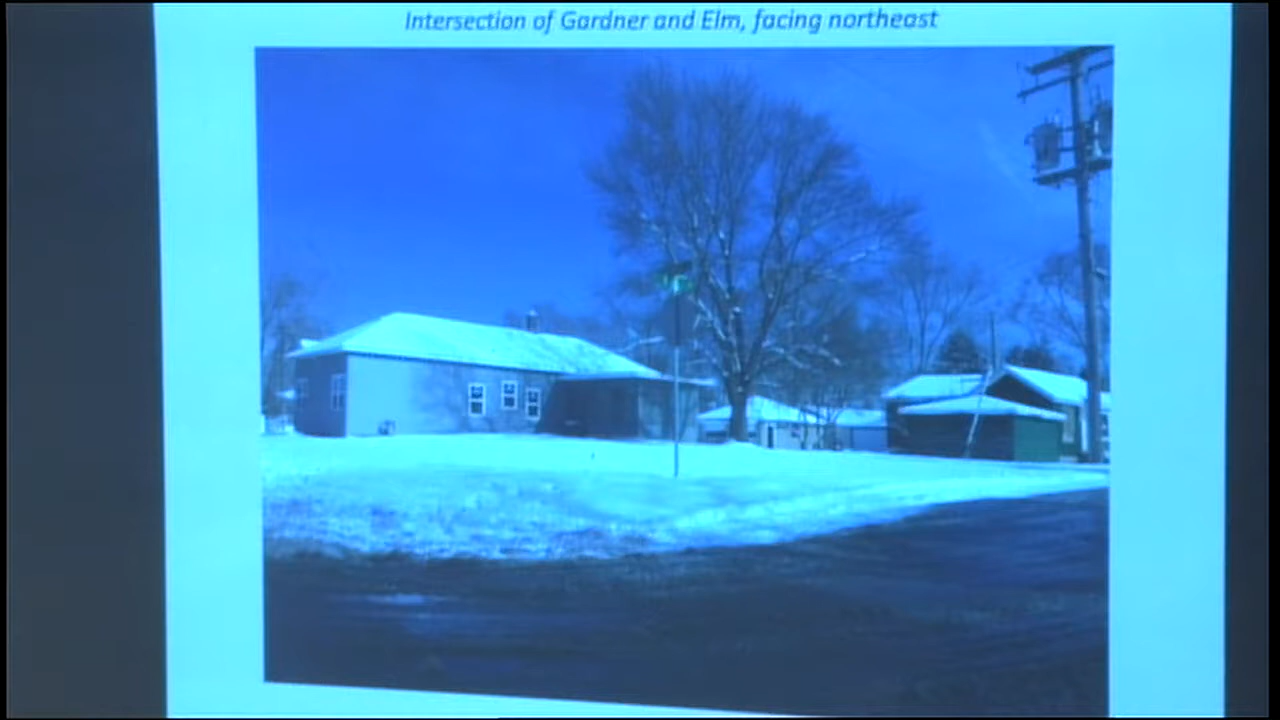 Intersection of Gardner and Elm, facing northeast